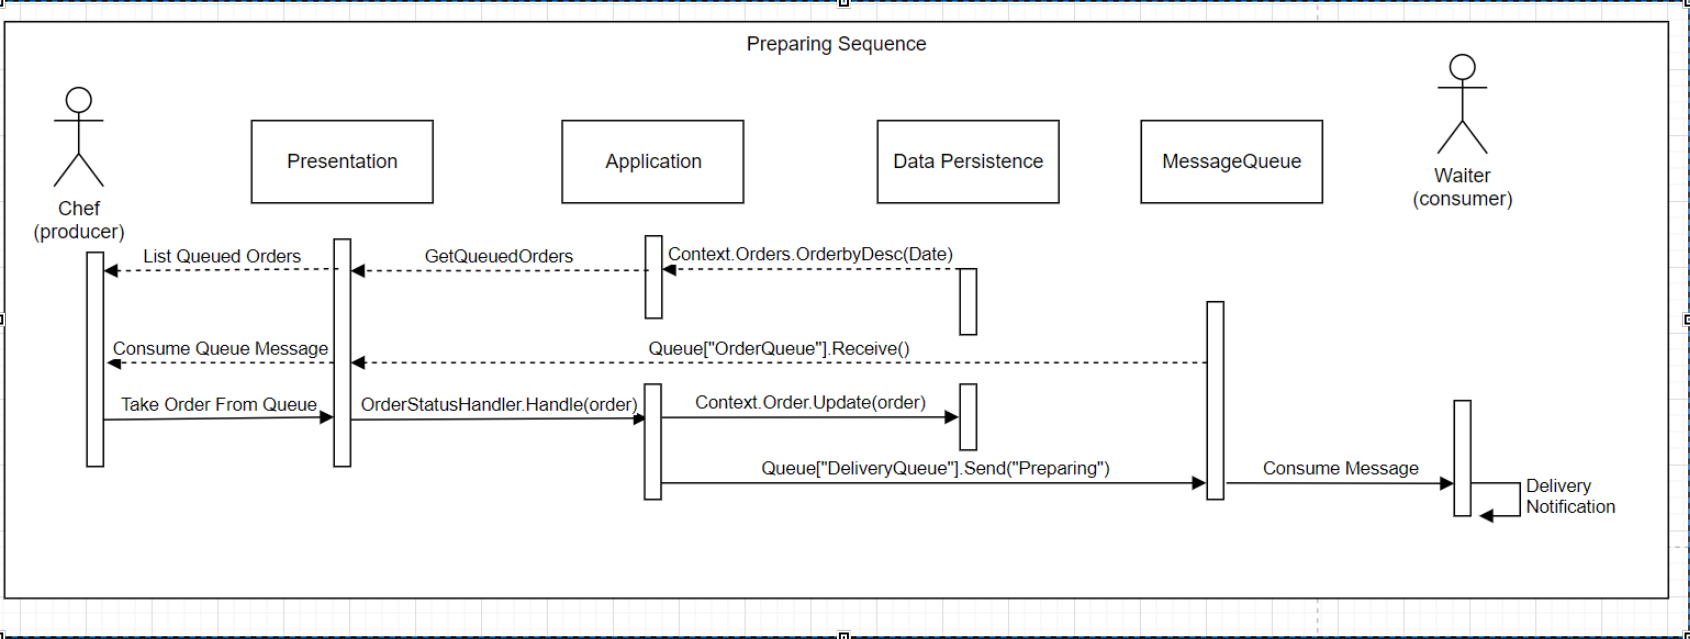 Preparing Sequence
Chef
(producer)
Presentation
Application
Data Persistence
MessageQueue
Waiter
(consumer)
List Queued Orders
GetQueuedOrders
Context.Orders.OrderbyDesc(Date)
Consume Queue Message
Queue["OrderQueue"].Receive()
Take Order From Queue
OrderStatusHandler.Handle(order)
Context.Order.Update(order)
Queue["DeliveryQueue"].Send("Preparing")
Consume Message
Delivery
Notification